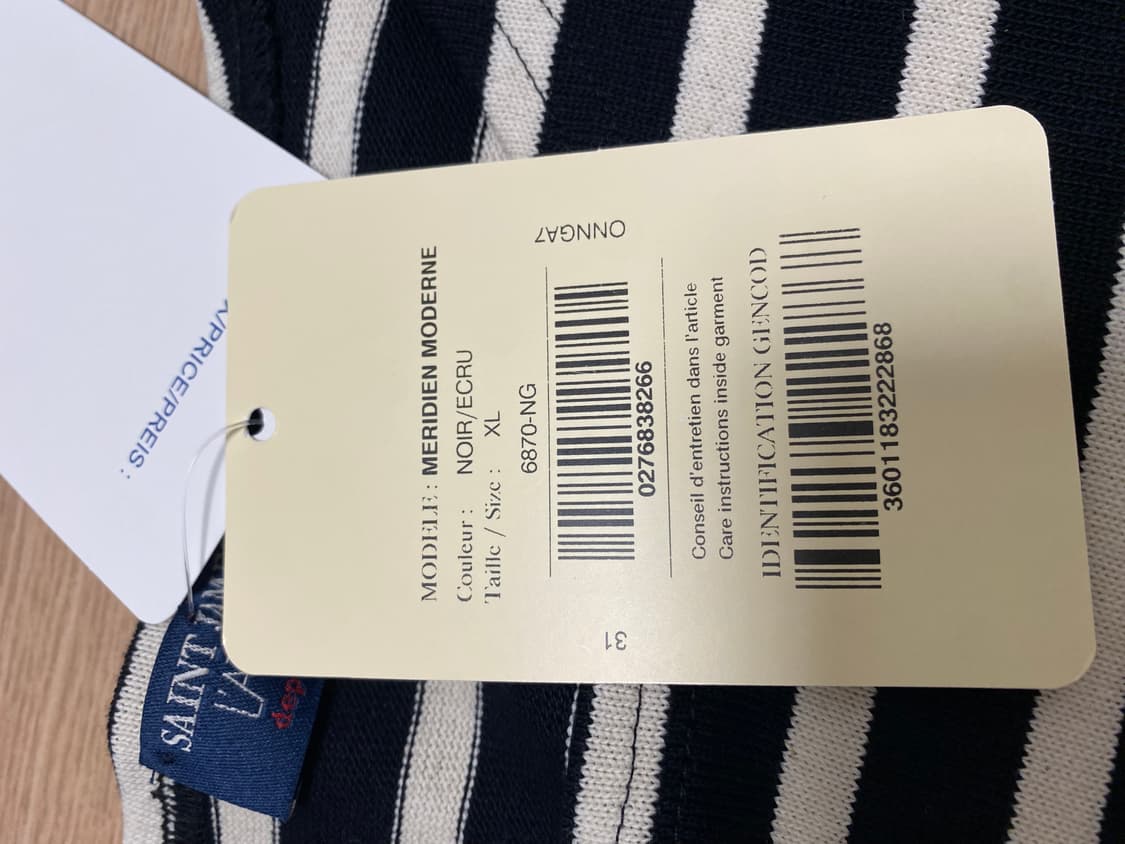 MODELE : MERIDIEN MODERNE
Couleur : NOIR/ECRU
Taille / Size : XL
6870-NG
ONNGA7
0276838266
31
Conseil d'entretien dans l'article
Care instructions inside garment
IDENTIFICATION GENCOD
3601183222868
/PRICE/PREIS :
SAINT